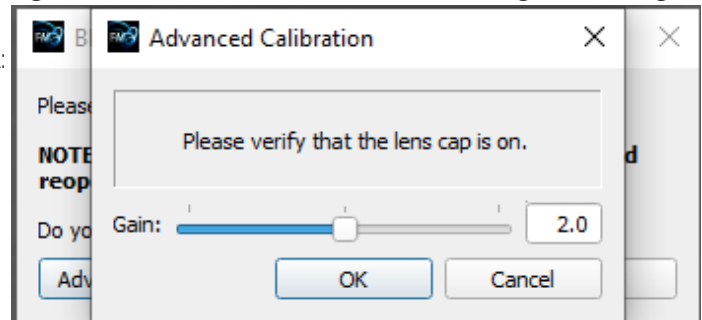 B
Advanced Calibration
Please
Please verify that the lens cap is on.
NOTE
d
reop
Do yo
Gain:
2.0
Adv
OK
Cancel